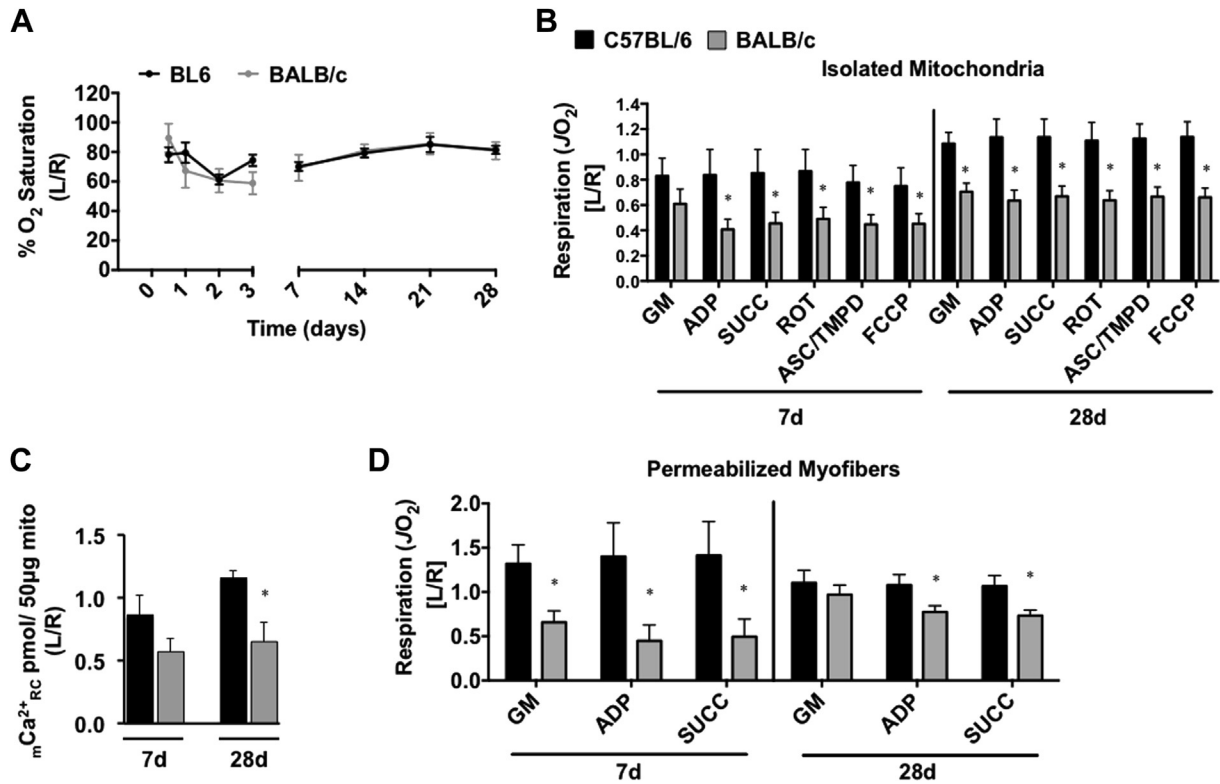 A
BL6 BALB/c
% O2 Saturation
(L/R)
120
100
80
60
40
20
0
0 1 2 3 7 14 21 28
Time (days)
B
C57BL/6 BALB/c
Isolated Mitochondria
Respiration (JO2)
[L/R]
1.4
1.2
1.0
0.8
0.6
0.4
0.2
0.0
* * * * * * * * * * *
GM ADP SUCC ROT ASC/TMPD FCCP GM ADP SUCC ROT ASC/TMPD FCCP
7d 28d
C
mCa2+RC pmol/ 50µg mito
(L/R)
1.5
1.0
0.5
0.0
*
7d 28d
D
Permeabilized Myofibers
Respiration (JO2)
[L/R]
2.0
1.5
1.0
0.5
0.0
* * * * *
GM ADP SUCC GM ADP SUCC
7d 28d